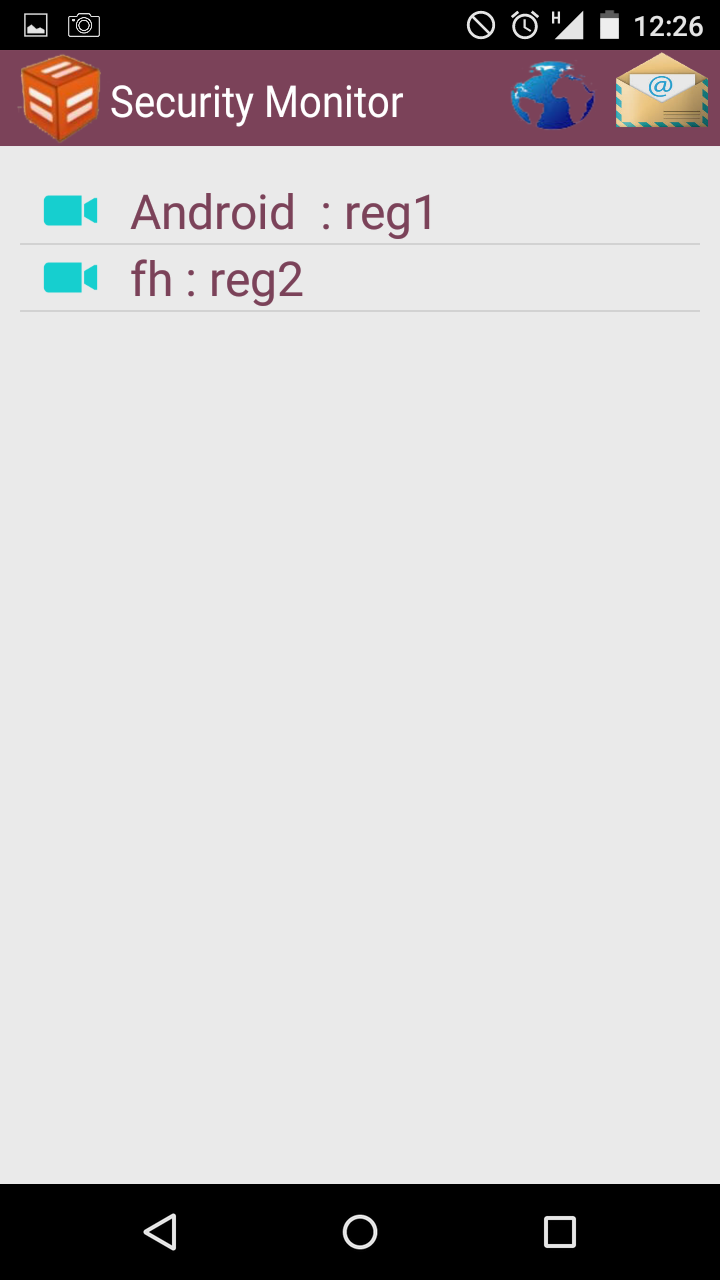 H 12:26
Security Monitor
@
Android : reg1
fh : reg2